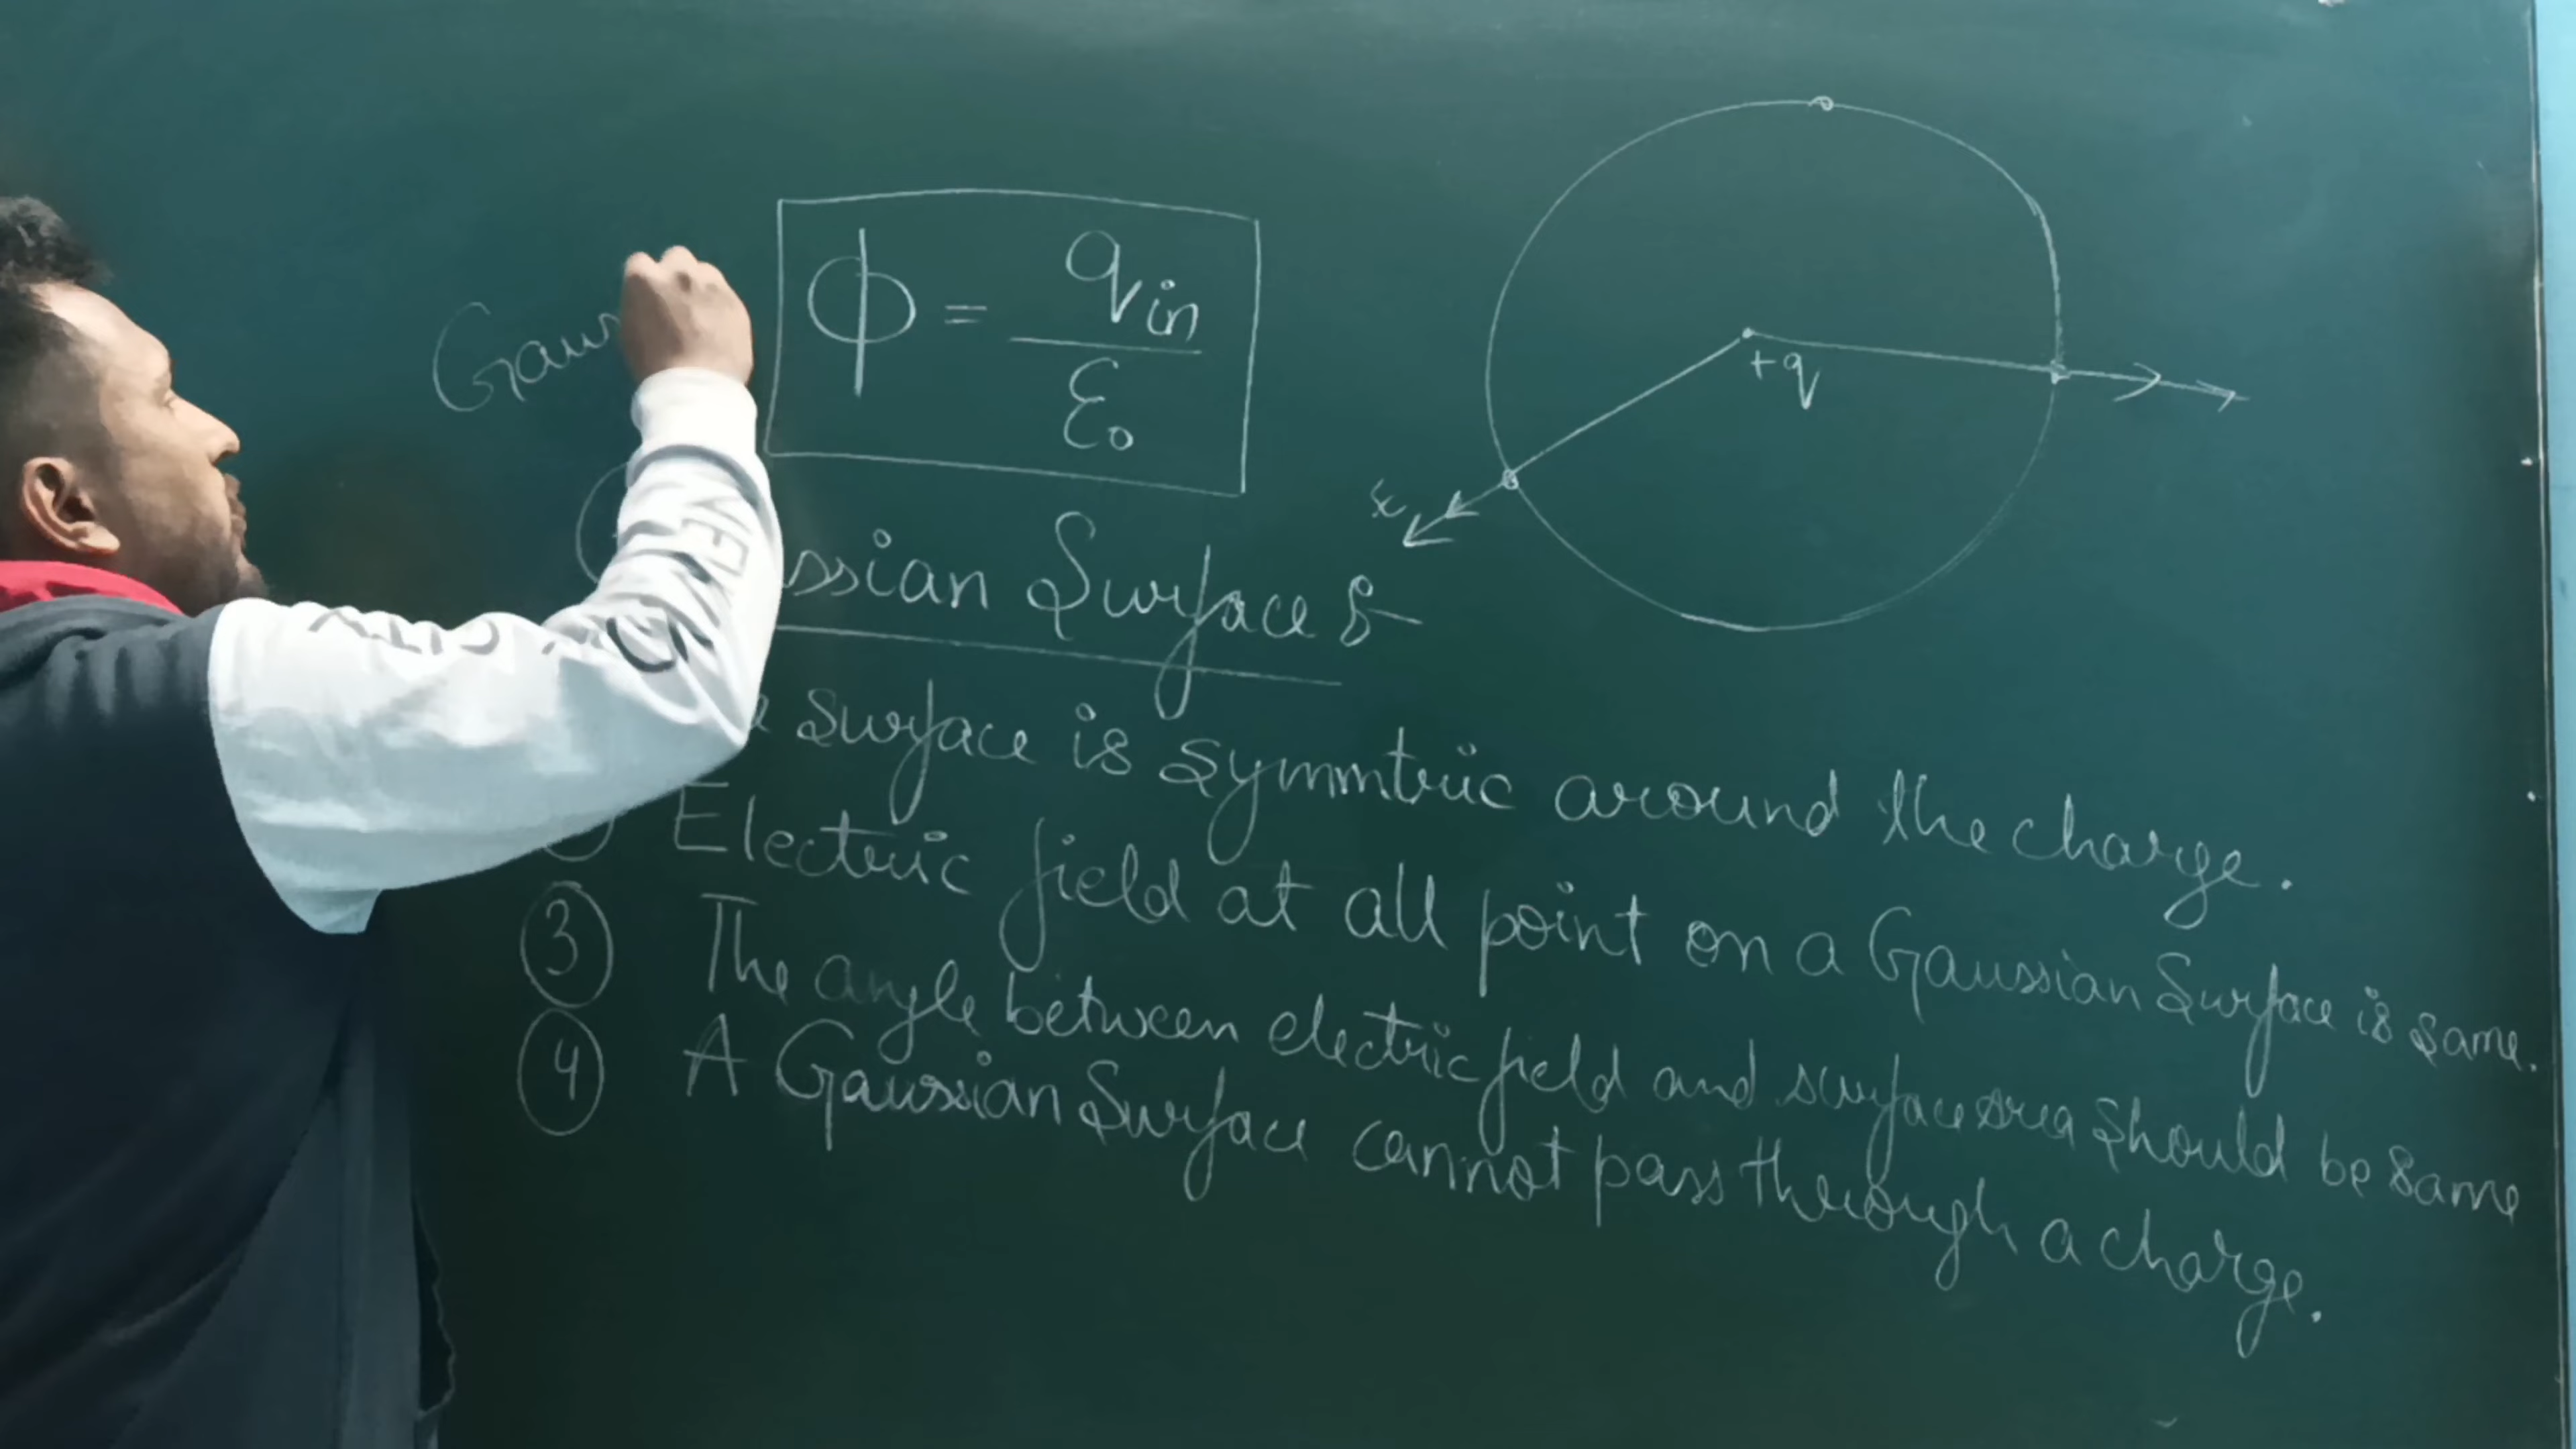 ϕ = qin / ε0
+q
E
Gaus
ssian Surface :-
surface is symmtric around the charge.
Electric field at all point on a Gaussian Surface is same.
③ The angle between electric field and surface area should be same
④ A Gaussian Surface cannot pass through a charge.